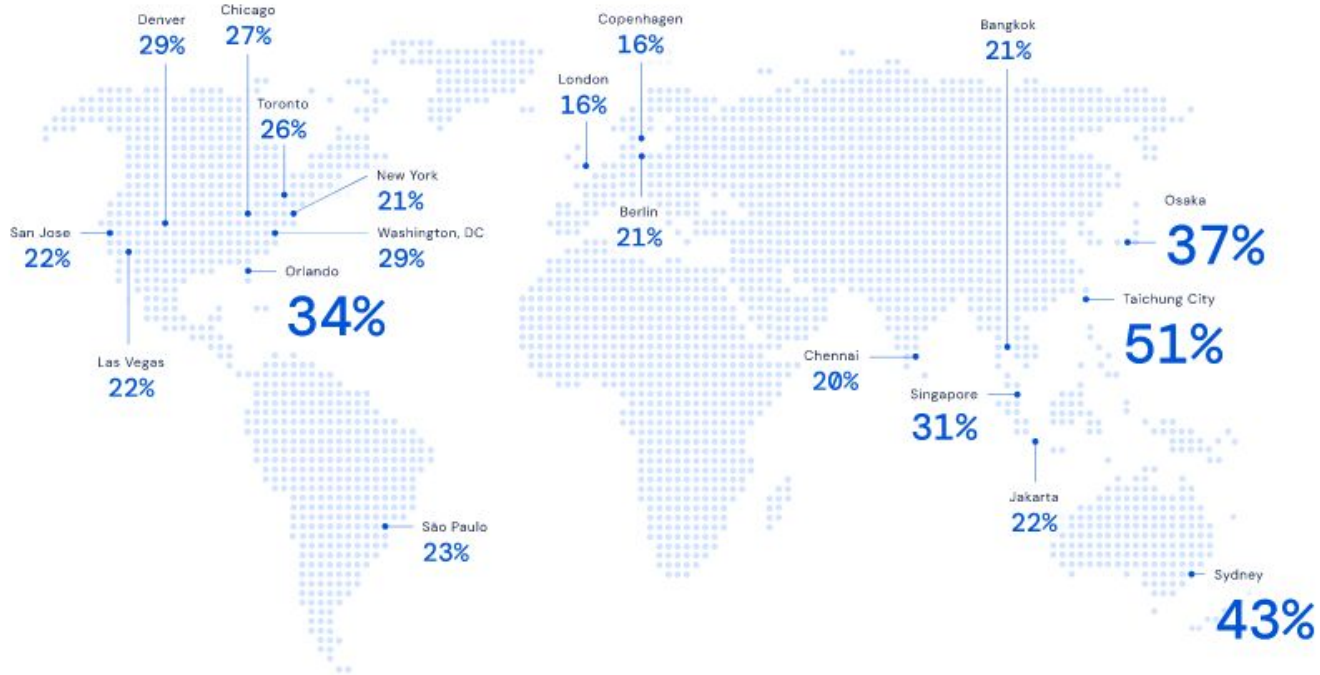 Chicago
27%
Denver
29%
Copenhagen
16%
Bangkok
21%
London
16%
Toronto
26%
New York
21%
Osaka
37%
Berlin
21%
San Jose
22%
Washington, DC
29%
Orlando
34%
Taichung City
51%
Las Vegas
22%
Chennai
20%
Singapore
31%
Jakarta
22%
São Paulo
23%
Sydney
43%